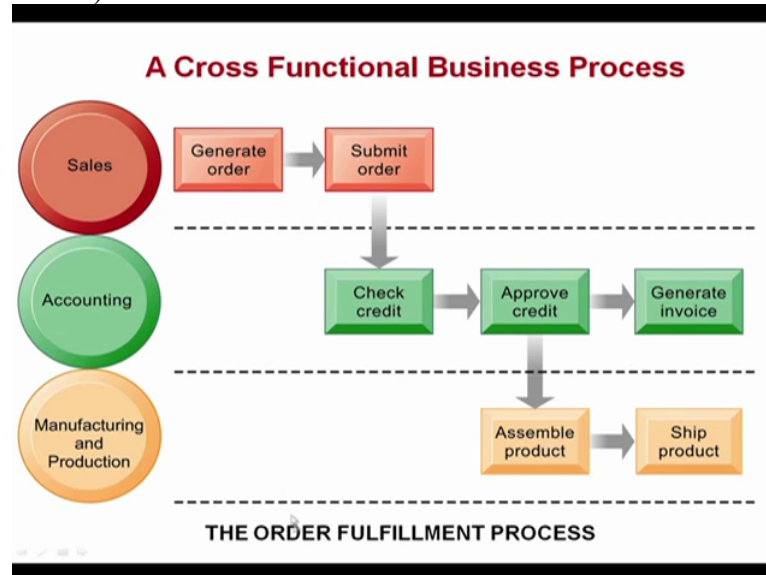 A Cross Functional Business Process
Sales
Generate
order
Submit
order
Accounting
Check
credit
Approve
credit
Generate
invoice
Manufacturing
and
Production
Assemble
product
Ship
product
THE ORDER FULFILLMENT PROCESS